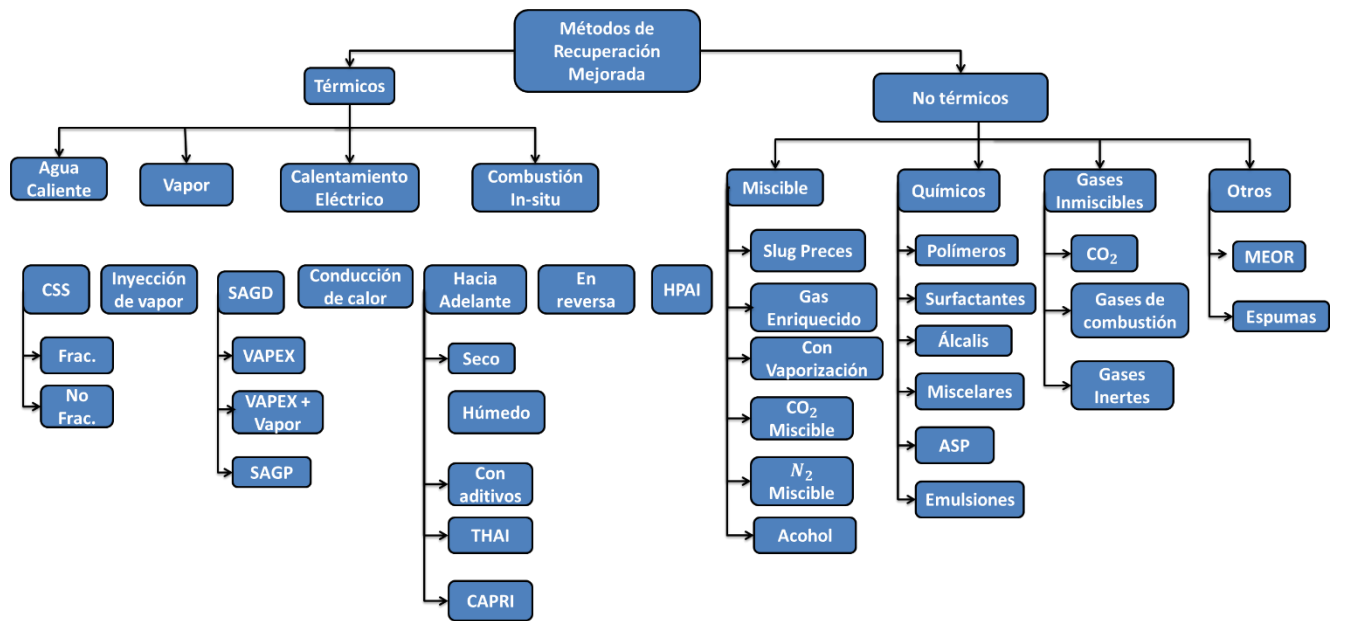 Métodos de
Recuperación
Mejorada
Térmicos
No térmicos
Agua
Caliente
Vapor
Calentamiento
Eléctrico
Combustión
In-situ
Miscible
Químicos
Gases
Inmiscibles
Otros
CSS
Inyección
de vapor
SAGD
Conducción
de calor
Hacia
Adelante
En
reversa
HPAI
Frac.
No
Frac.
VAPEX
VAPEX +
Vapor
SAGP
Seco
Húmedo
Con
aditivos
THAI
CAPRI
Slug Preces
Gas
Enriquecido
Con
Vaporización
CO₂
Miscible
N₂
Miscible
Acohol
Polímeros
Surfactantes
Álcalis
Miscelares
ASP
Emulsiones
CO₂
Gases de
combustión
Gases
Inertes
MEOR
Espumas